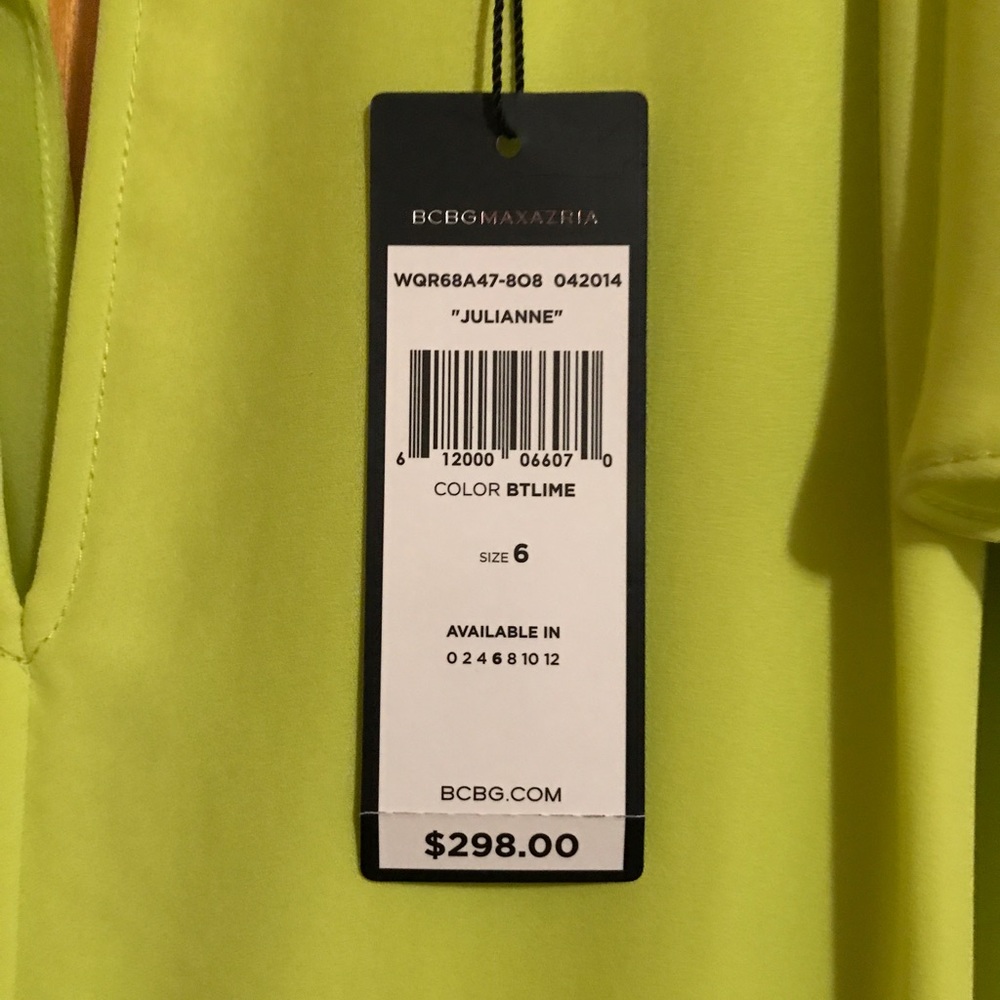 BCBGMAXAZRIA
WQR68A47-8O8 042014
"JULIANNE"
6 12000 06607 0
COLOR BTLIME
SIZE 6
AVAILABLE IN
0 2 4 6 8 10 12
BCBG.COM
$298.00